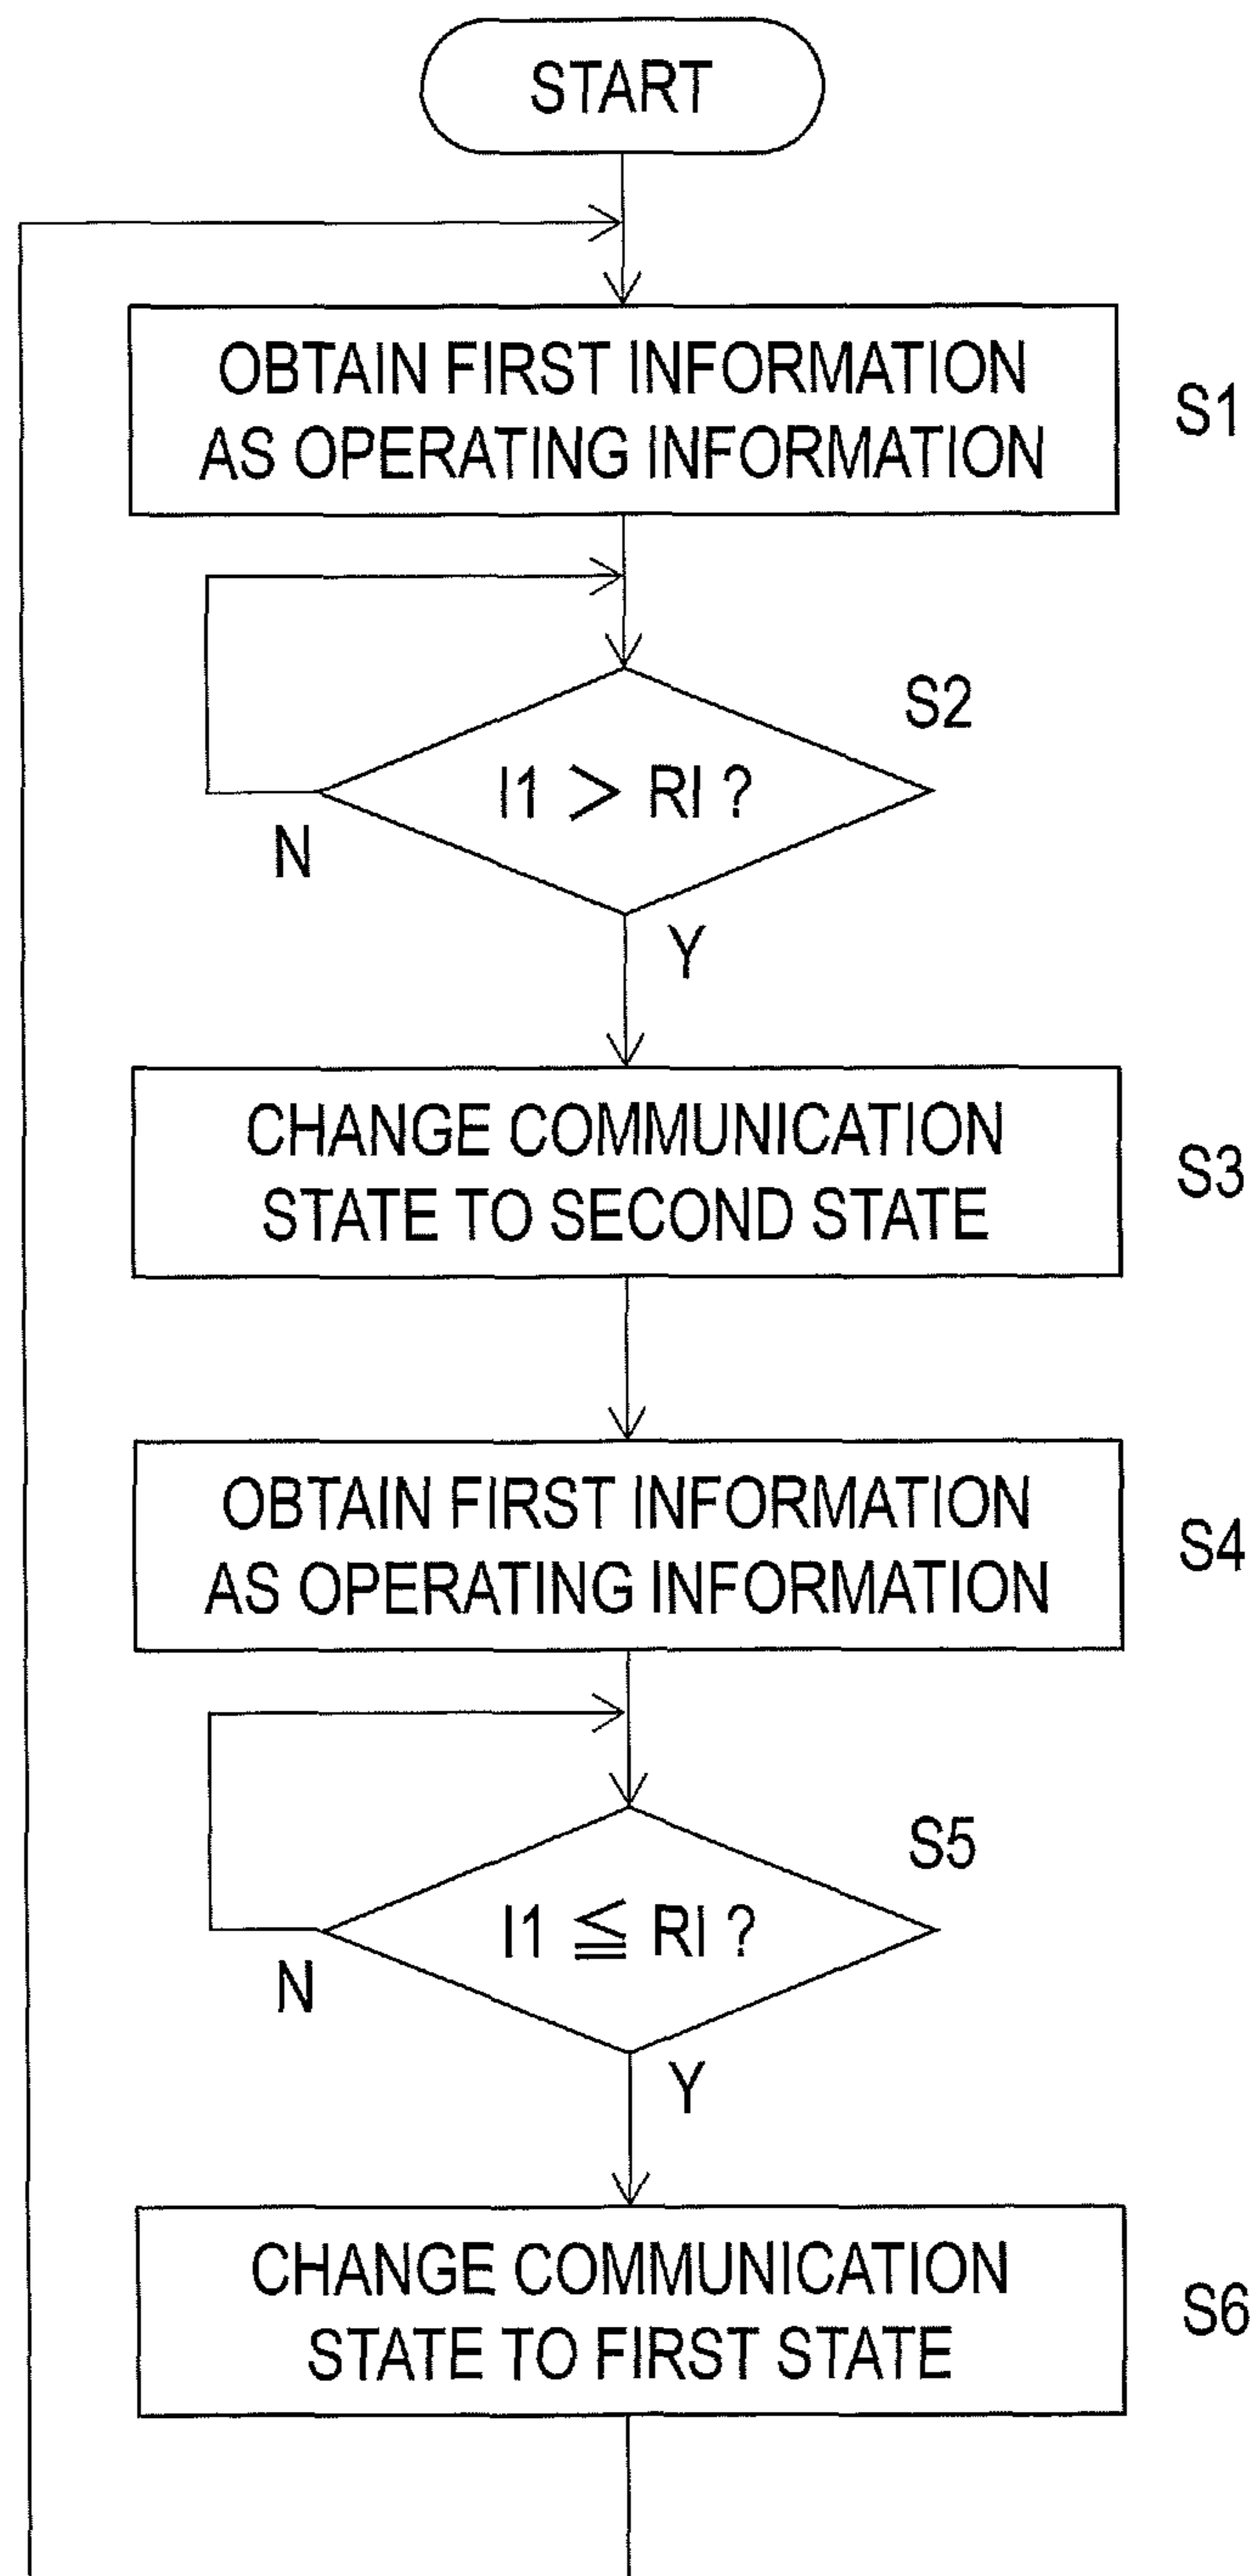 START
OBTAIN FIRST INFORMATION
AS OPERATING INFORMATION
S1
S2
I1 > RI ?
N
Y
CHANGE COMMUNICATION
STATE TO SECOND STATE
S3
OBTAIN FIRST INFORMATION
AS OPERATING INFORMATION
S4
S5
I1 ≦ RI ?
N
Y
CHANGE COMMUNICATION
STATE TO FIRST STATE
S6